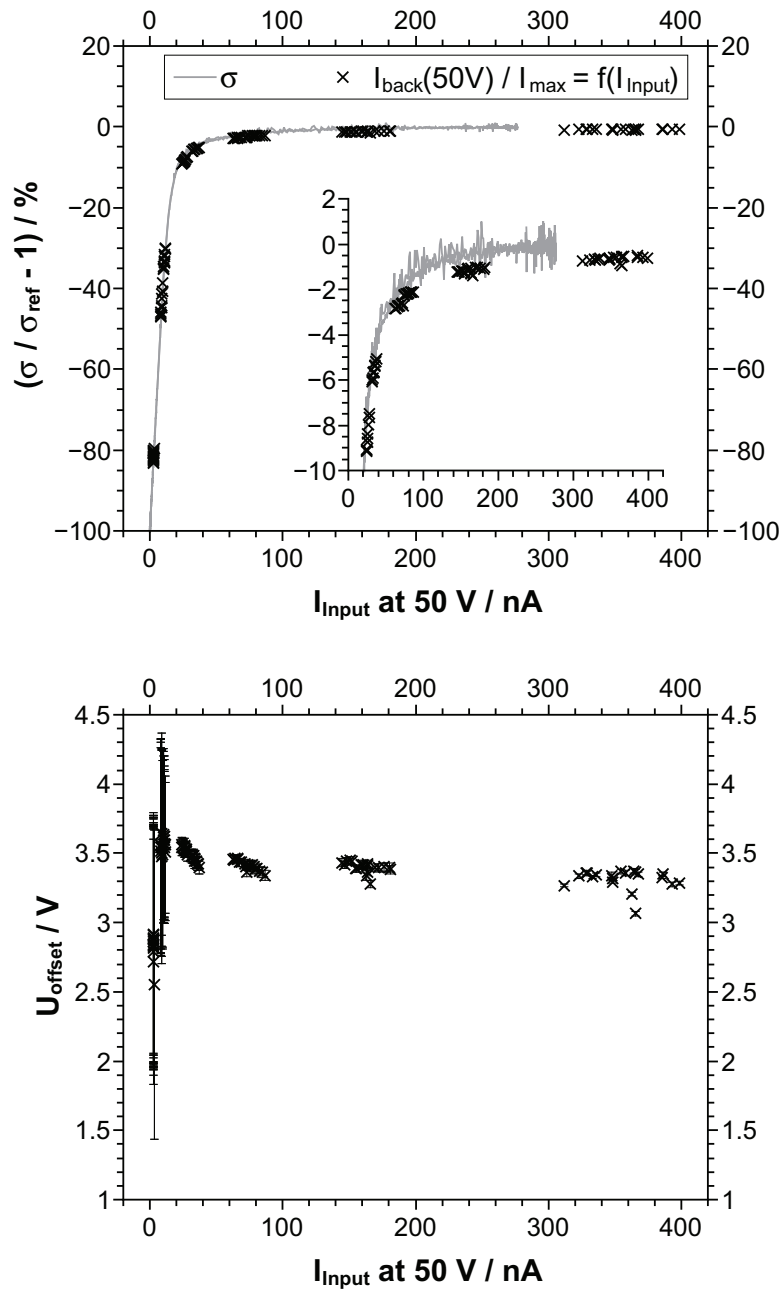 0 100 200 300 400
σ I_back(50V) / I_max = f(I_Input)
20 20
0 0
−20 −20
−40 −40
−60 −60
−80 −80
−100 −100
(σ / σ_ref - 1) / %
2
0
−2
−4
−6
−8
−10
0 100 200 300 400
0 100 200 300 400
I_Input at 50 V / nA
0 100 200 300 400
4.5 4.5
4 4
3.5 3.5
3 3
2.5 2.5
2 2
1.5 1.5
1 1
U_offset / V
0 100 200 300 400
I_Input at 50 V / nA